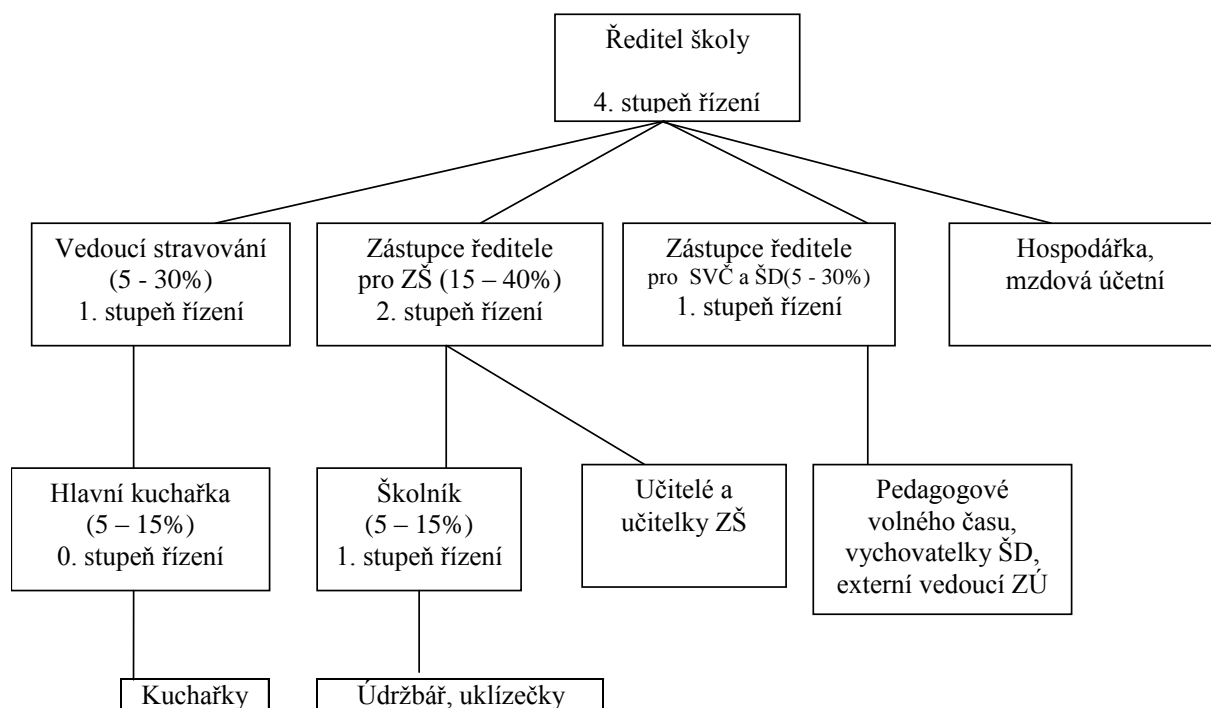 Ředitel školy
4. stupeň řízení
Vedoucí stravování
(5 - 30%)
1. stupeň řízení
Zástupce ředitele
pro ZŠ (15 – 40%)
2. stupeň řízení
Zástupce ředitele
pro SVČ a ŠD(5 - 30%)
1. stupeň řízení
Hospodářka,
mzdová účetní
Hlavní kuchařka
(5 – 15%)
0. stupeň řízení
Školník
(5 – 15%)
1. stupeň řízení
Učitelé a
učitelky ZŠ
Pedagogové
volného času,
vychovatelky ŠD,
externí vedoucí ZÚ
Kuchařky
Údržbář, uklízečky